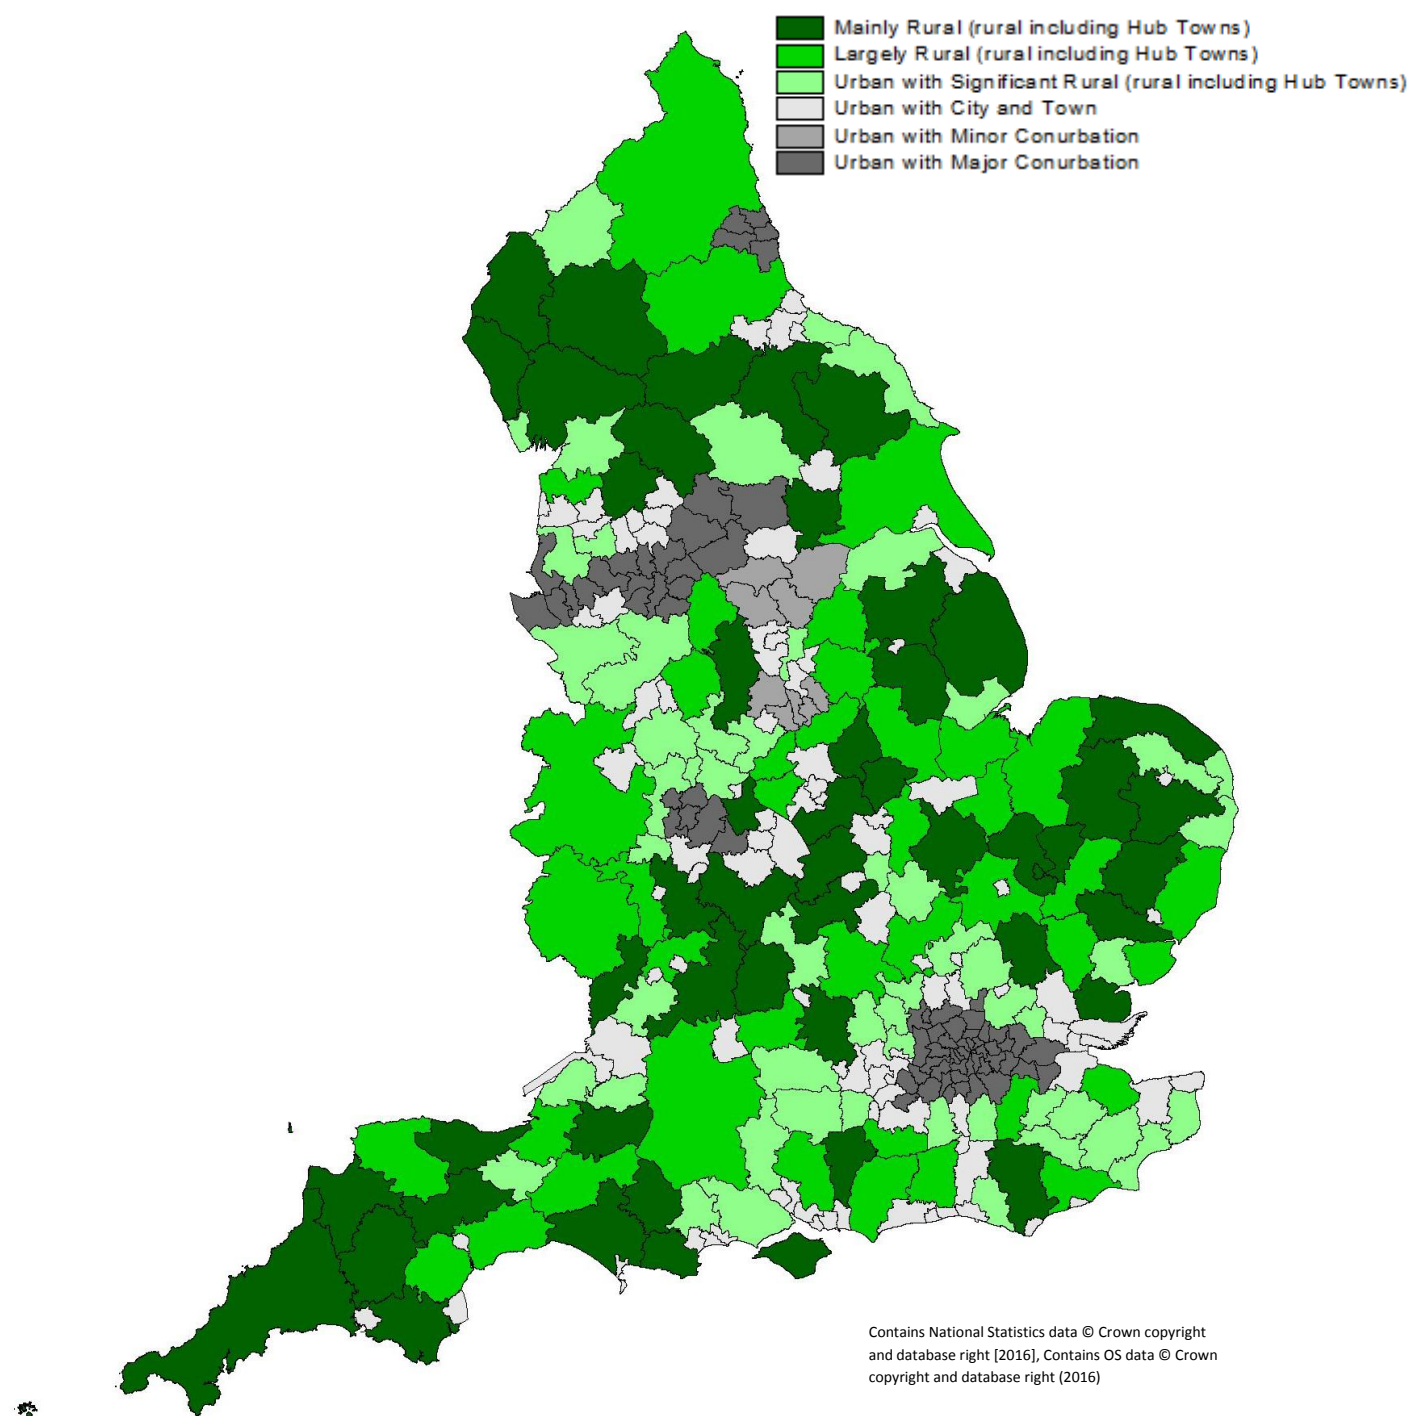 Mainly Rural (rural including Hub Towns)
Largely Rural (rural including Hub Towns)
Urban with Significant Rural (rural including Hub Towns)
Urban with City and Town
Urban with Minor Conurbation
Urban with Major Conurbation
Contains National Statistics data © Crown copyright
and database right [2016], Contains OS data © Crown
copyright and database right (2016)